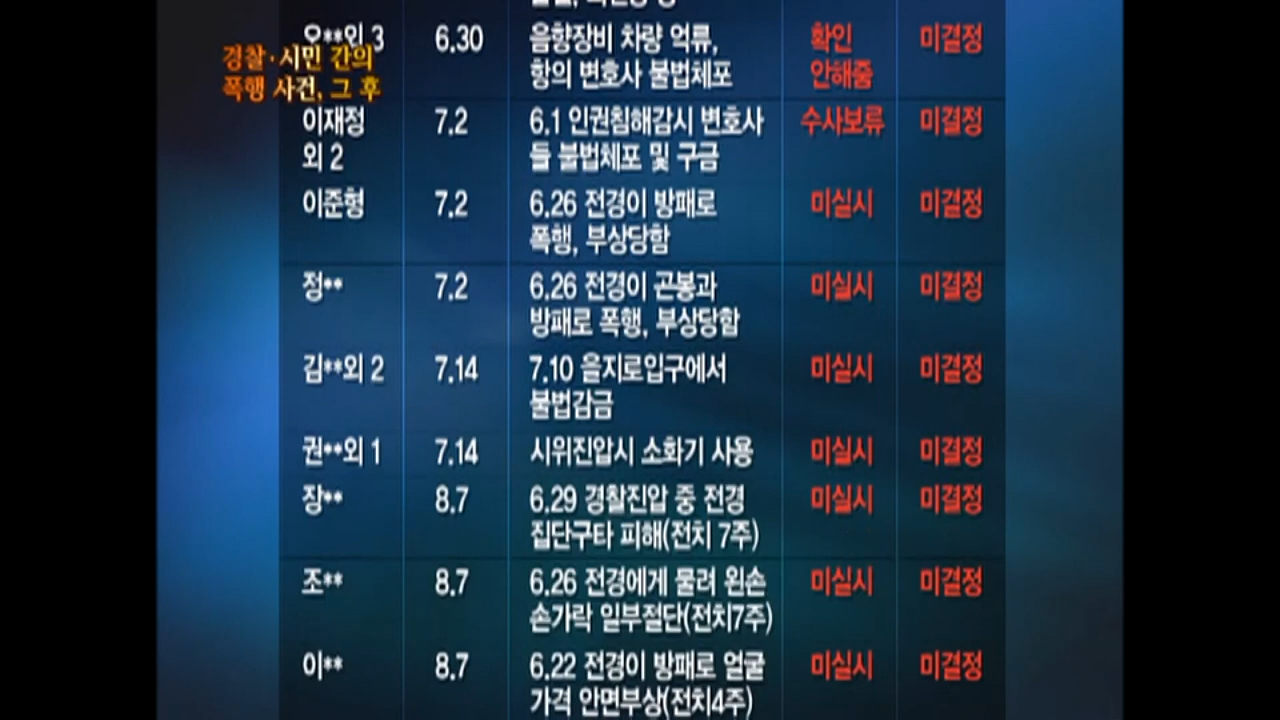 경찰·시민 간의
폭행 사건, 그 후
오**외 3 6.30 음향장비 차량 억류, 확인 미결정
항의 변호사 불법체포 안해줌
이재정 7.2 6.1 인권침해감시 변호사 수사보류 미결정
외 2 들 불법체포 및 구금
이준형 7.2 6.26 전경이 방패로 미실시 미결정
폭행, 부상당함
정** 7.2 6.26 전경이 곤봉과 미실시 미결정
방패로 폭행, 부상당함
김**외 2 7.14 7.10 을지로입구에서 미실시 미결정
불법감금
권**외 1 7.14 시위진압시 소화기 사용 미실시 미결정
장** 8.7 6.29 경찰진압 중 전경 미실시 미결정
집단구타 피해(전치 7주)
조** 8.7 6.26 전경에게 물려 왼손 미실시 미결정
손가락 일부절단(전치7주)
이** 8.7 6.22 전경이 방패로 얼굴 미실시 미결정
가격 안면부상(전치4주)